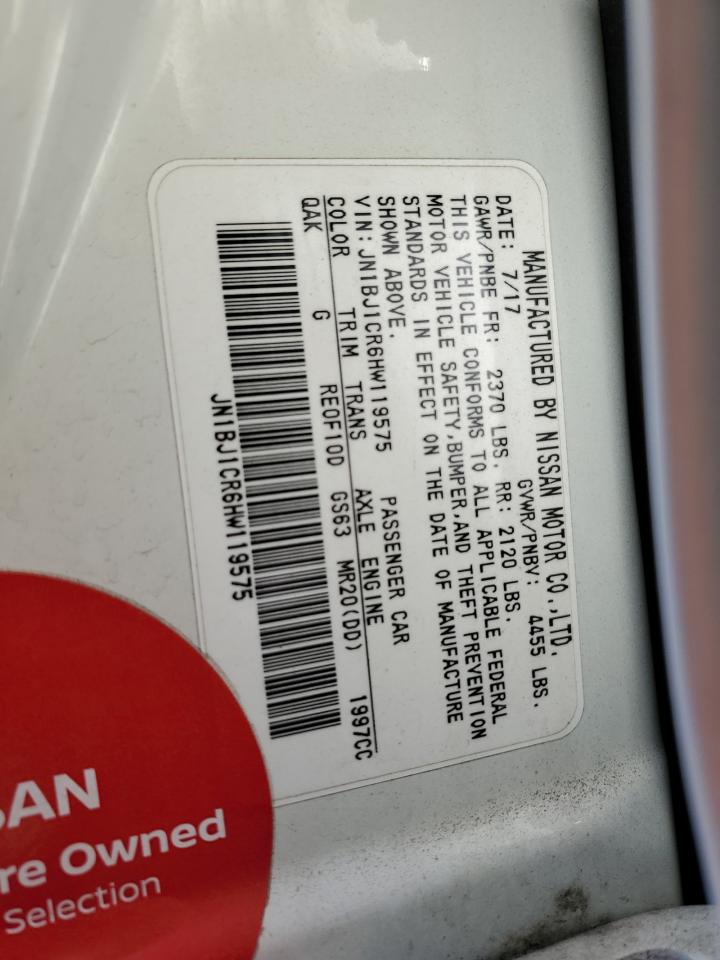 MANUFACTURED BY NISSAN MOTOR CO.,LTD.
GVWR/PNBV: 4455 LBS.
DATE: 7/17
GAWR/PNBE FR: 2370 LBS. RR: 2120 LBS.
THIS VEHICLE CONFORMS TO ALL APPLICABLE FEDERAL
MOTOR VEHICLE SAFETY,BUMPER,AND THEFT PREVENTION
STANDARDS IN EFFECT ON THE DATE OF MANUFACTURE
SHOWN ABOVE.
VIN:JN1BJ1CR6HW119575 PASSENGER CAR
COLOR TRIM TRANS AXLE ENGINE
QAK G RE0F10D GS63 MR20(DD) 1997CC
JN1BJ1CR6HW119575
SAN
re Owned
Selection